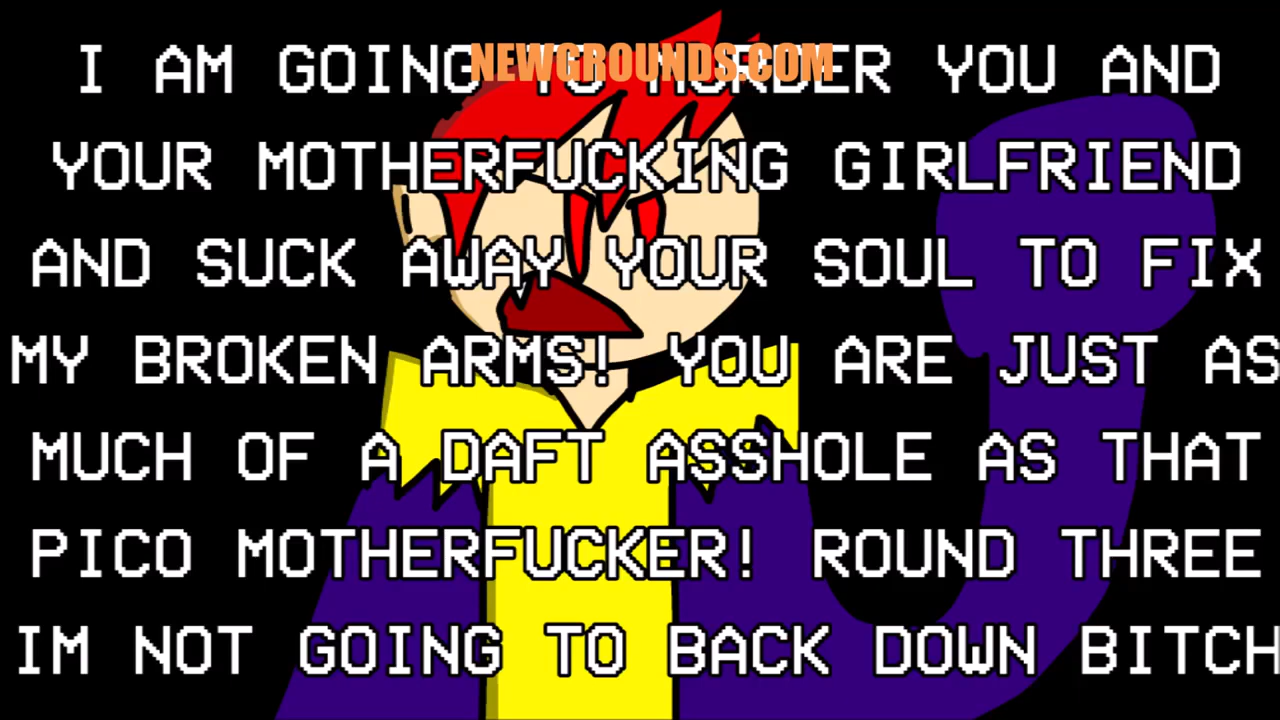 NEWGROUNDS.COM
I AM GOING TO MURDER YOU AND
YOUR MOTHERFUCKING GIRLFRIEND
AND SUCK AWAY YOUR SOUL TO FIX
MY BROKEN ARMS! YOU ARE JUST AS
MUCH OF A DAFT ASSHOLE AS THAT
PICO MOTHERFUCKER! ROUND THREE
IM NOT GOING TO BACK DOWN BITCH